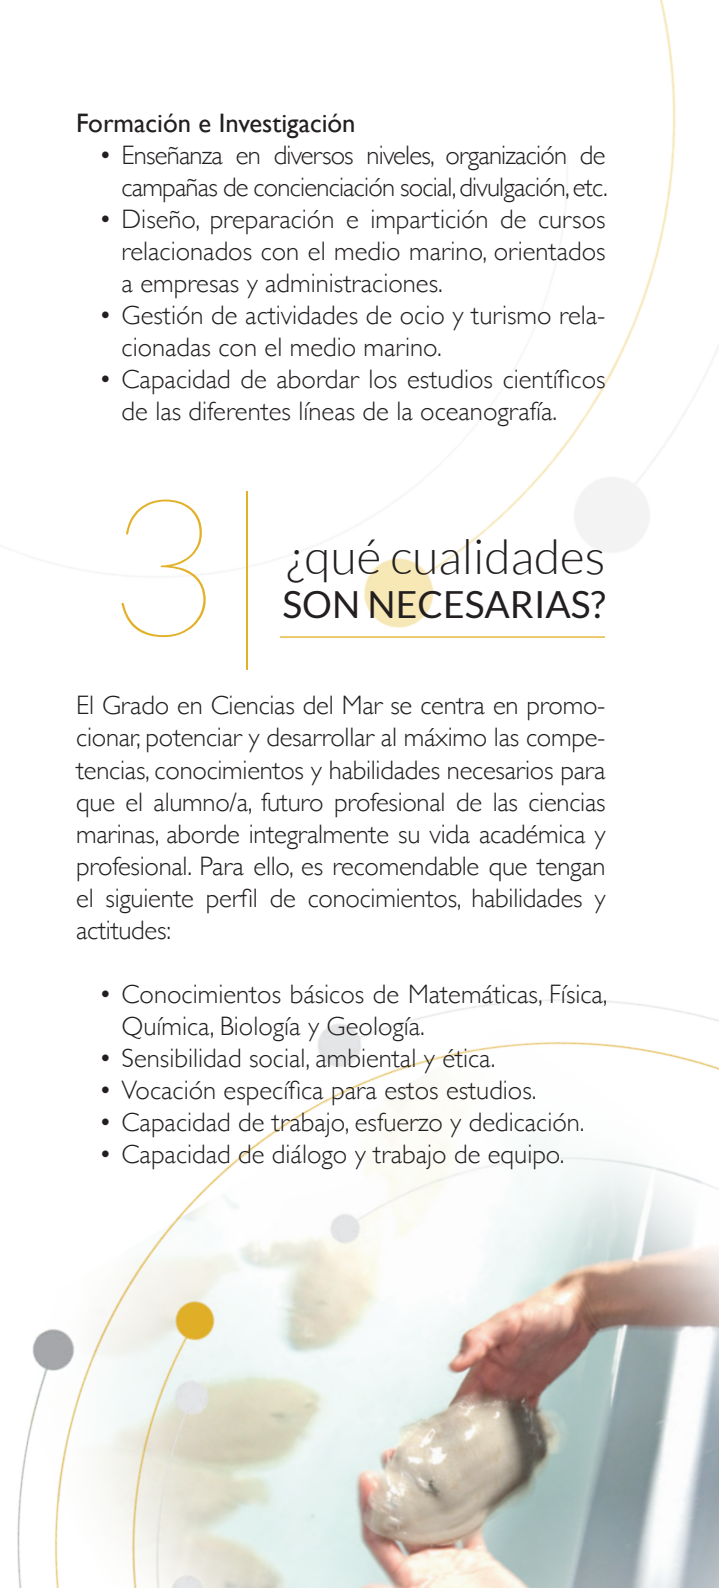 Formación e Investigación
• Enseñanza en diversos niveles, organización de
campañas de concienciación social, divulgación, etc.
• Diseño, preparación e impartición de cursos
relacionados con el medio marino, orientados
a empresas y administraciones.
• Gestión de actividades de ocio y turismo rela-
cionadas con el medio marino.
• Capacidad de abordar los estudios científicos
de las diferentes líneas de la oceanografía.
3
¿qué cualidades
SON NECESARIAS?
El Grado en Ciencias del Mar se centra en promo-
cionar, potenciar y desarrollar al máximo las compe-
tencias, conocimientos y habilidades necesarios para
que el alumno/a, futuro profesional de las ciencias
marinas, aborde integralmente su vida académica y
profesional. Para ello, es recomendable que tengan
el siguiente perfil de conocimientos, habilidades y
actitudes:
• Conocimientos básicos de Matemáticas, Física,
Química, Biología y Geología.
• Sensibilidad social, ambiental y ética.
• Vocación específica para estos estudios.
• Capacidad de trabajo, esfuerzo y dedicación.
• Capacidad de diálogo y trabajo de equipo.